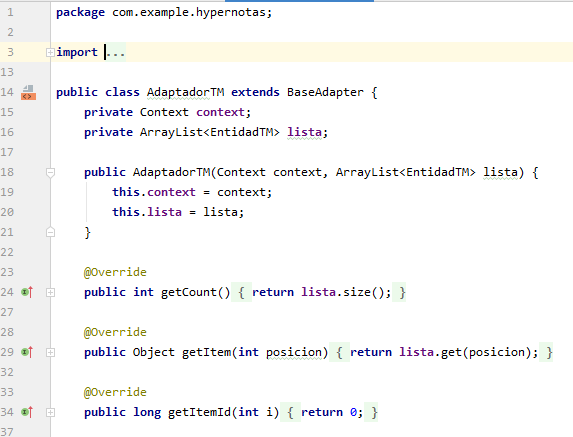 1 package com.example.hypernotas;
2
3 import ...
13
14 public class AdaptadorTM extends BaseAdapter {
15 private Context context;
16 private ArrayList<EntidadTM> lista;
17
18 public AdaptadorTM(Context context, ArrayList<EntidadTM> lista) {
19 this.context = context;
20 this.lista = lista;
21 }
22
23 @Override
24 public int getCount() { return lista.size(); }
27
28 @Override
29 public Object getItem(int posicion) { return lista.get(posicion); }
32
33 @Override
34 public long getItemId(int i) { return 0; }
37